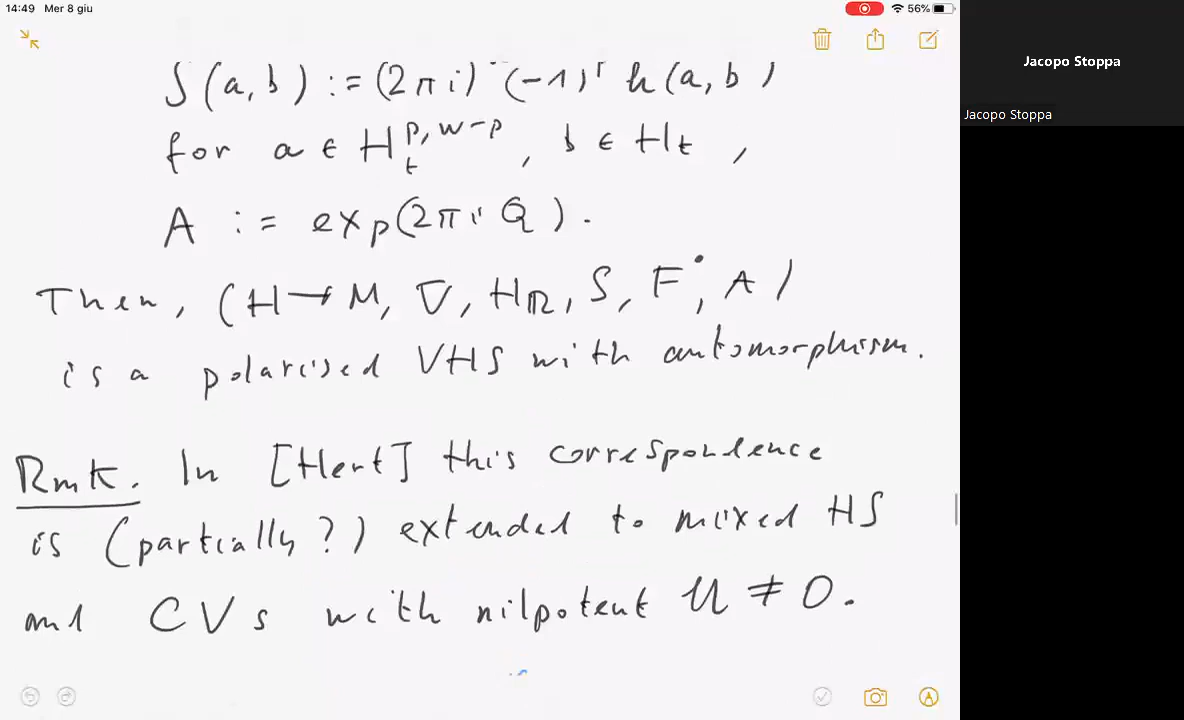 14:49 Mer 8 giu
56%
S(a,b) := (2πi) (-1) h(a,b)
for a ∈ H_t^{p,w-p}, b ∈ H_t,
A := exp(2πi Q).
Then, (H → M, ∇, H_ℝ, S, F^•, A)
is a polarised VHS with automorphism.
Rmk. In [Hert] this correspondence
is (partially?) extended to mixed HS
and CVs with nilpotent U ≠ 0.
Jacopo Stoppa
Jacopo Stoppa